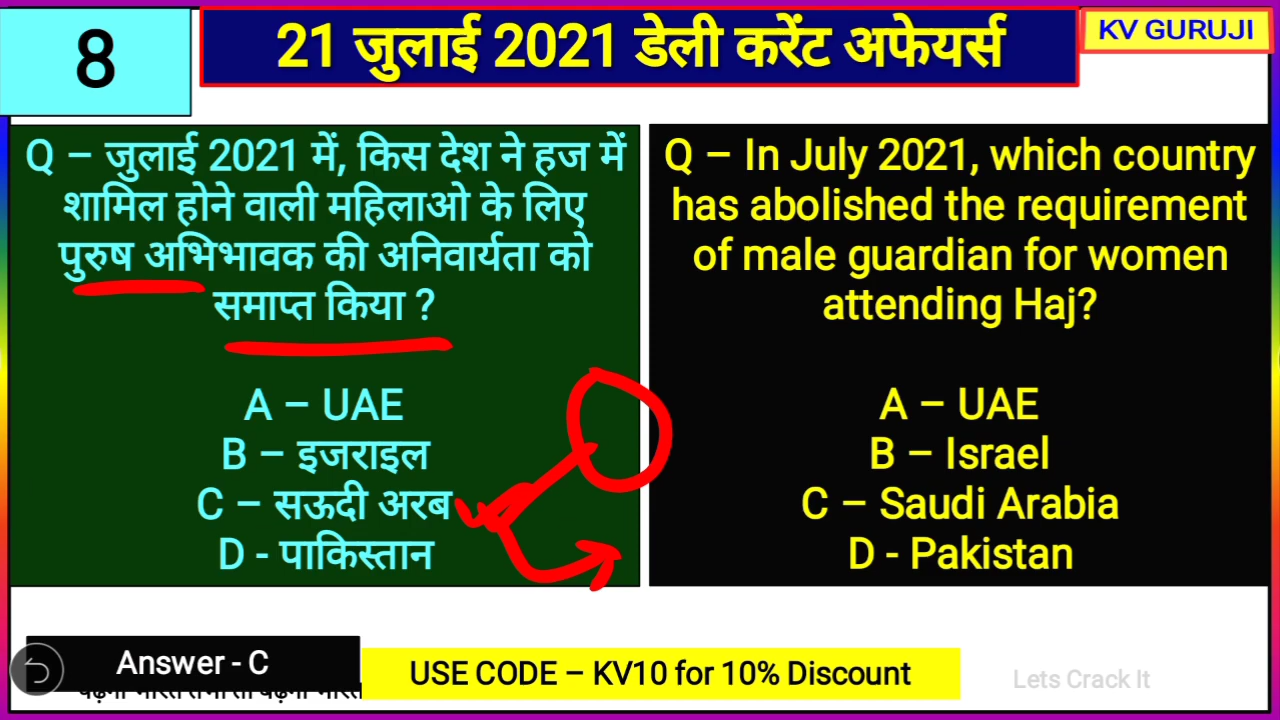 8
21 जुलाई 2021 डेली करेंट अफेयर्स
KV GURUJI
Q – जुलाई 2021 में, किस देश ने हज में
शामिल होने वाली महिलाओ के लिए
पुरुष अभिभावक की अनिवार्यता को
समाप्त किया ?
A – UAE
B – इजराइल
C – सऊदी अरब
D - पाकिस्तान
Q – In July 2021, which country
has abolished the requirement
of male guardian for women
attending Haj?
A – UAE
B – Israel
C – Saudi Arabia
D - Pakistan
Answer - C
USE CODE – KV10 for 10% Discount
Lets Crack It